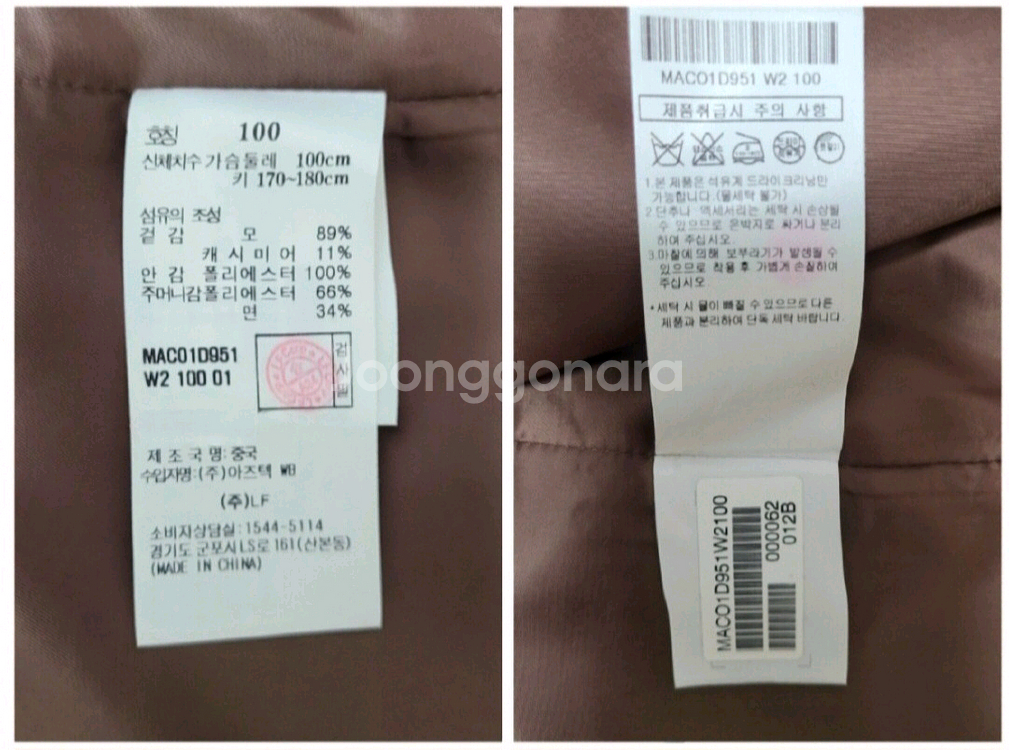 호칭 100
신체치수 가슴둘레 100cm
키 170~180cm
섬유의 조성
겉 감 모 89%
캐시미어 11%
안 감 폴리에스터 100%
주머니감폴리에스터 66%
면 34%
MACO1D951
W2 100 01
검사필
제 조 국 명: 중국
수입자명:(주)아즈텍 WB
(주)LF
소비자상담실: 1544-5114
경기도 군포시LS로 161(산본동)
(MADE IN CHINA)
MACO1D951 W2 100
제품취급시 주의 사항
1.본 제품은 석유계 드라이크리닝만
가능합니다.(물세탁 불가)
2.단추나 액세서리는 세탁 시 손상될
수 있으므로 은박지로 싸거나 분리
하여 주십시오.
3.마찰에 의해 보푸라기가 발생될 수
있으므로 착용 후 가볍게 손질하여
주십시오.
•세탁 시 물이 빠질 수 있으므로 다른
제품과 분리하여 단독 세탁 바랍니다.
MACO1D951W2100
000062
012B
joonggonara